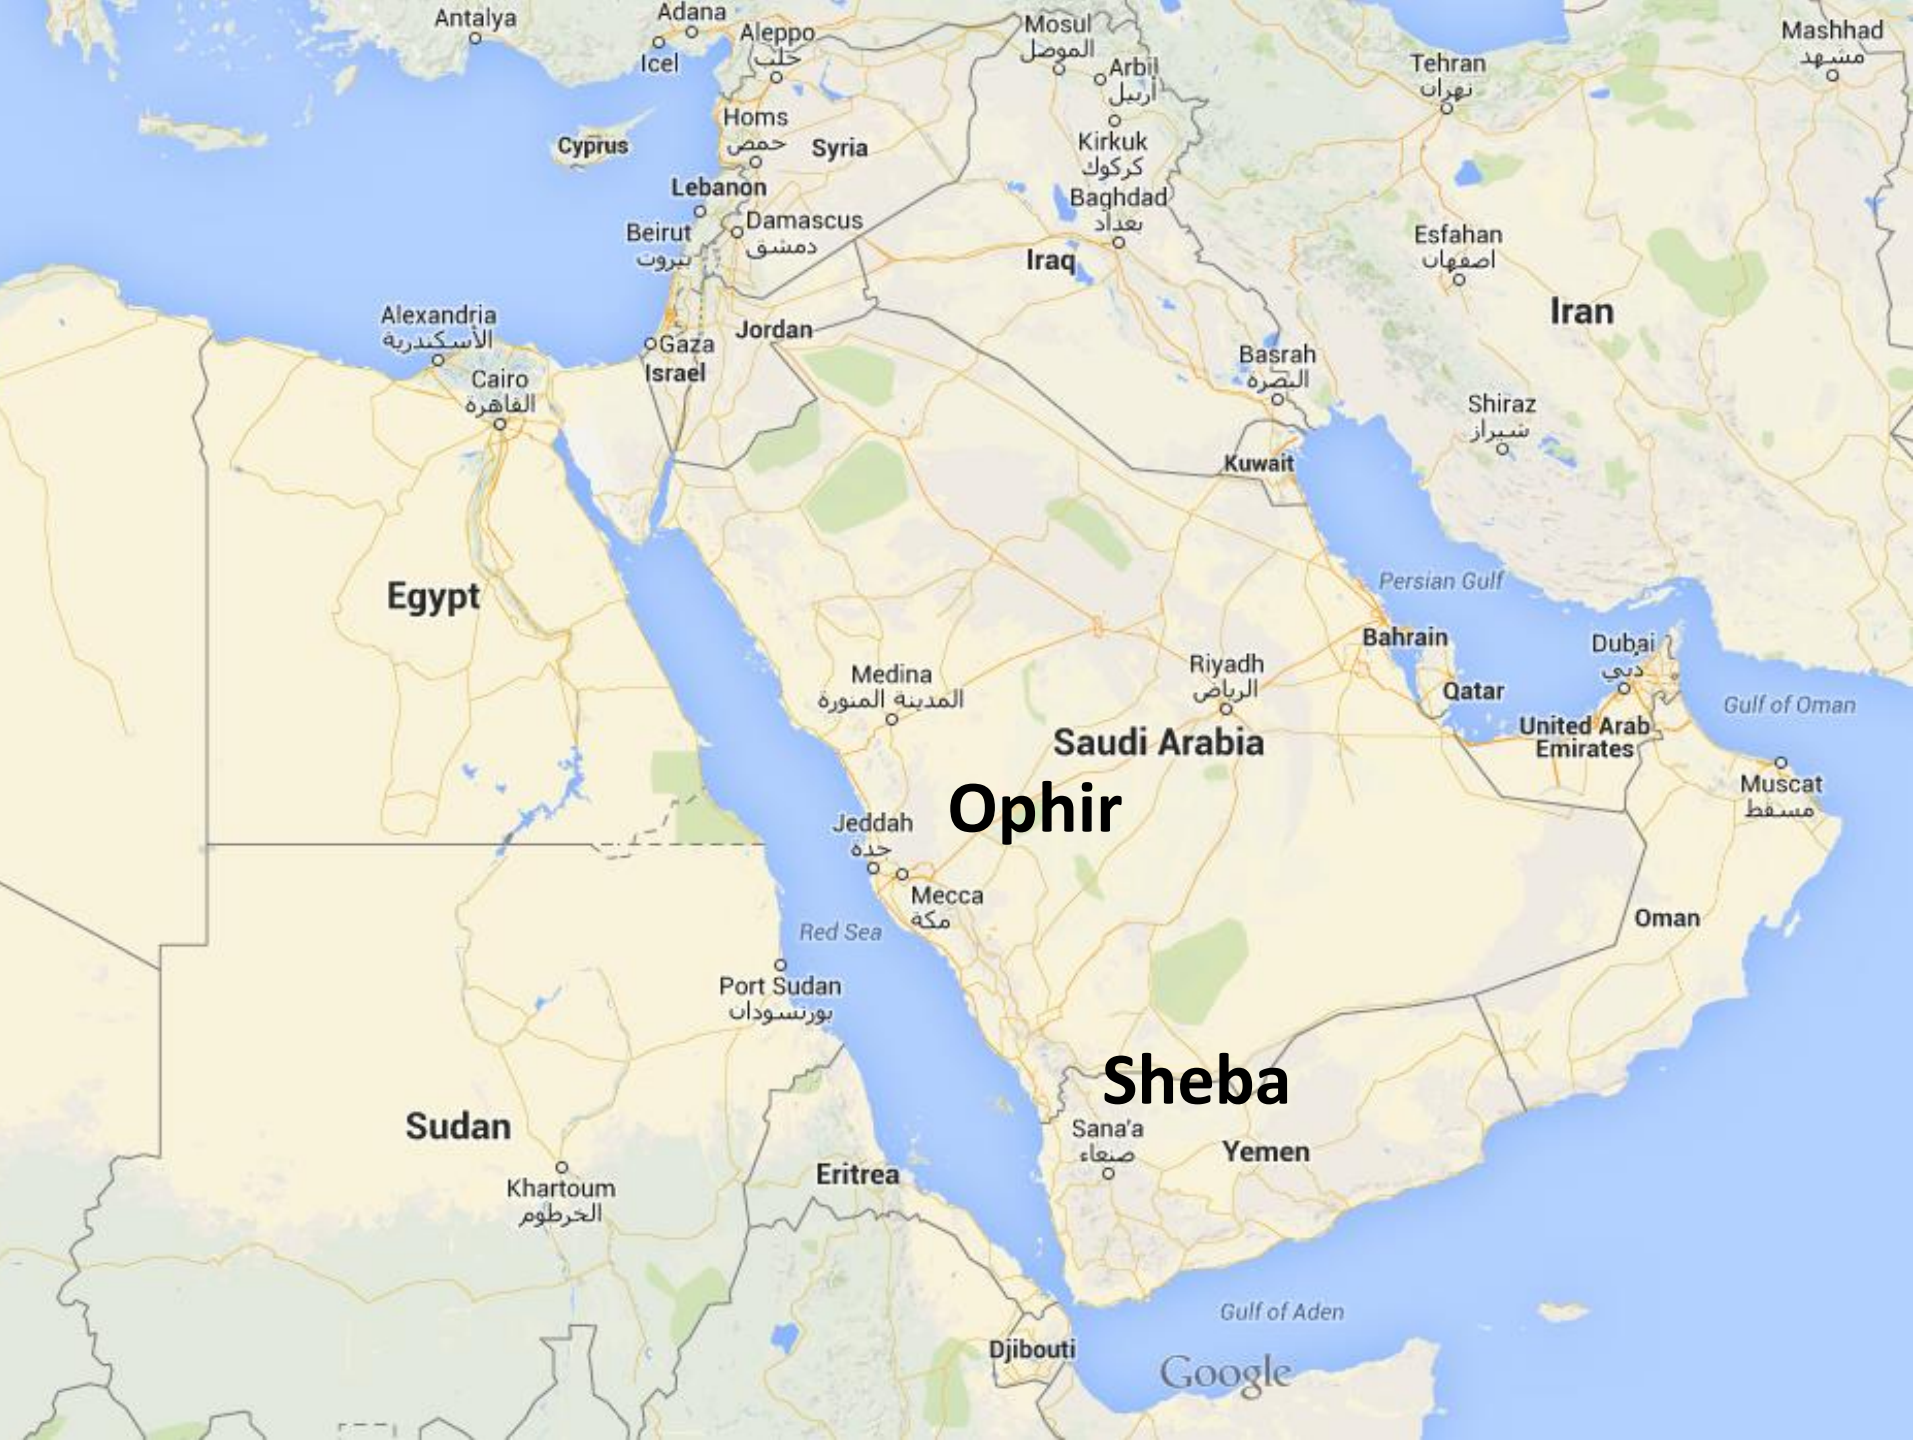 Antalya
Adana
Icel
Aleppo
حلب
Mosul
الموصل
Arbil
أربيل
Tehran
تهران
Mashhad
مشهد
Homs
حمص
Cyprus
Syria
Kirkuk
كركوك
Lebanon
Baghdad
بغداد
Damascus
دمشق
Beirut
بيروت
Iraq
Esfahan
اصفهان
Iran
Alexandria
الأسكندرية
Jordan
Gaza
Israel
Cairo
القاهرة
Basrah
البصرة
Shiraz
شیراز
Kuwait
Egypt
Persian Gulf
Bahrain
Dubai
دبي
Medina
المدينة المنورة
Riyadh
الرياض
Qatar
Gulf of Oman
United Arab
Emirates
Saudi Arabia
Muscat
مسقط
Ophir
Jeddah
جدة
Mecca
مكة
Red Sea
Oman
Port Sudan
بورتسودان
Sheba
Sudan
Sana'a
صنعاء
Yemen
Eritrea
Khartoum
الخرطوم
Gulf of Aden
Djibouti
Google